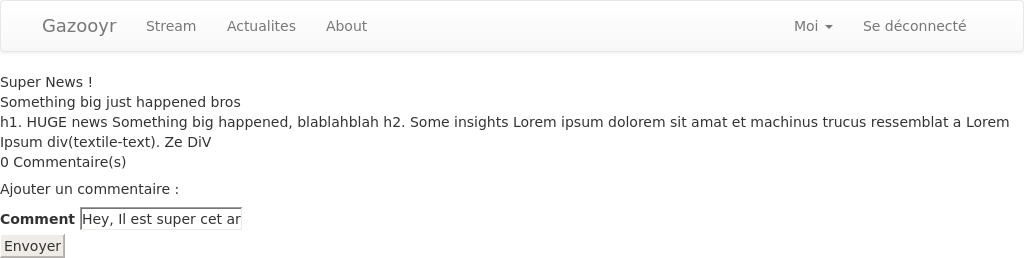 Gazooyr Stream Actualites About Moi Se déconnecté
Super News !
Something big just happened bros
h1. HUGE news Something big happened, blablahblah h2. Some insights Lorem ipsum dolorem sit amat et machinus trucus ressemblat a Lorem
Ipsum div(textile-text). Ze DiV
0 Commentaire(s)
Ajouter un commentaire :
Comment Hey, Il est super cet ar
Envoyer